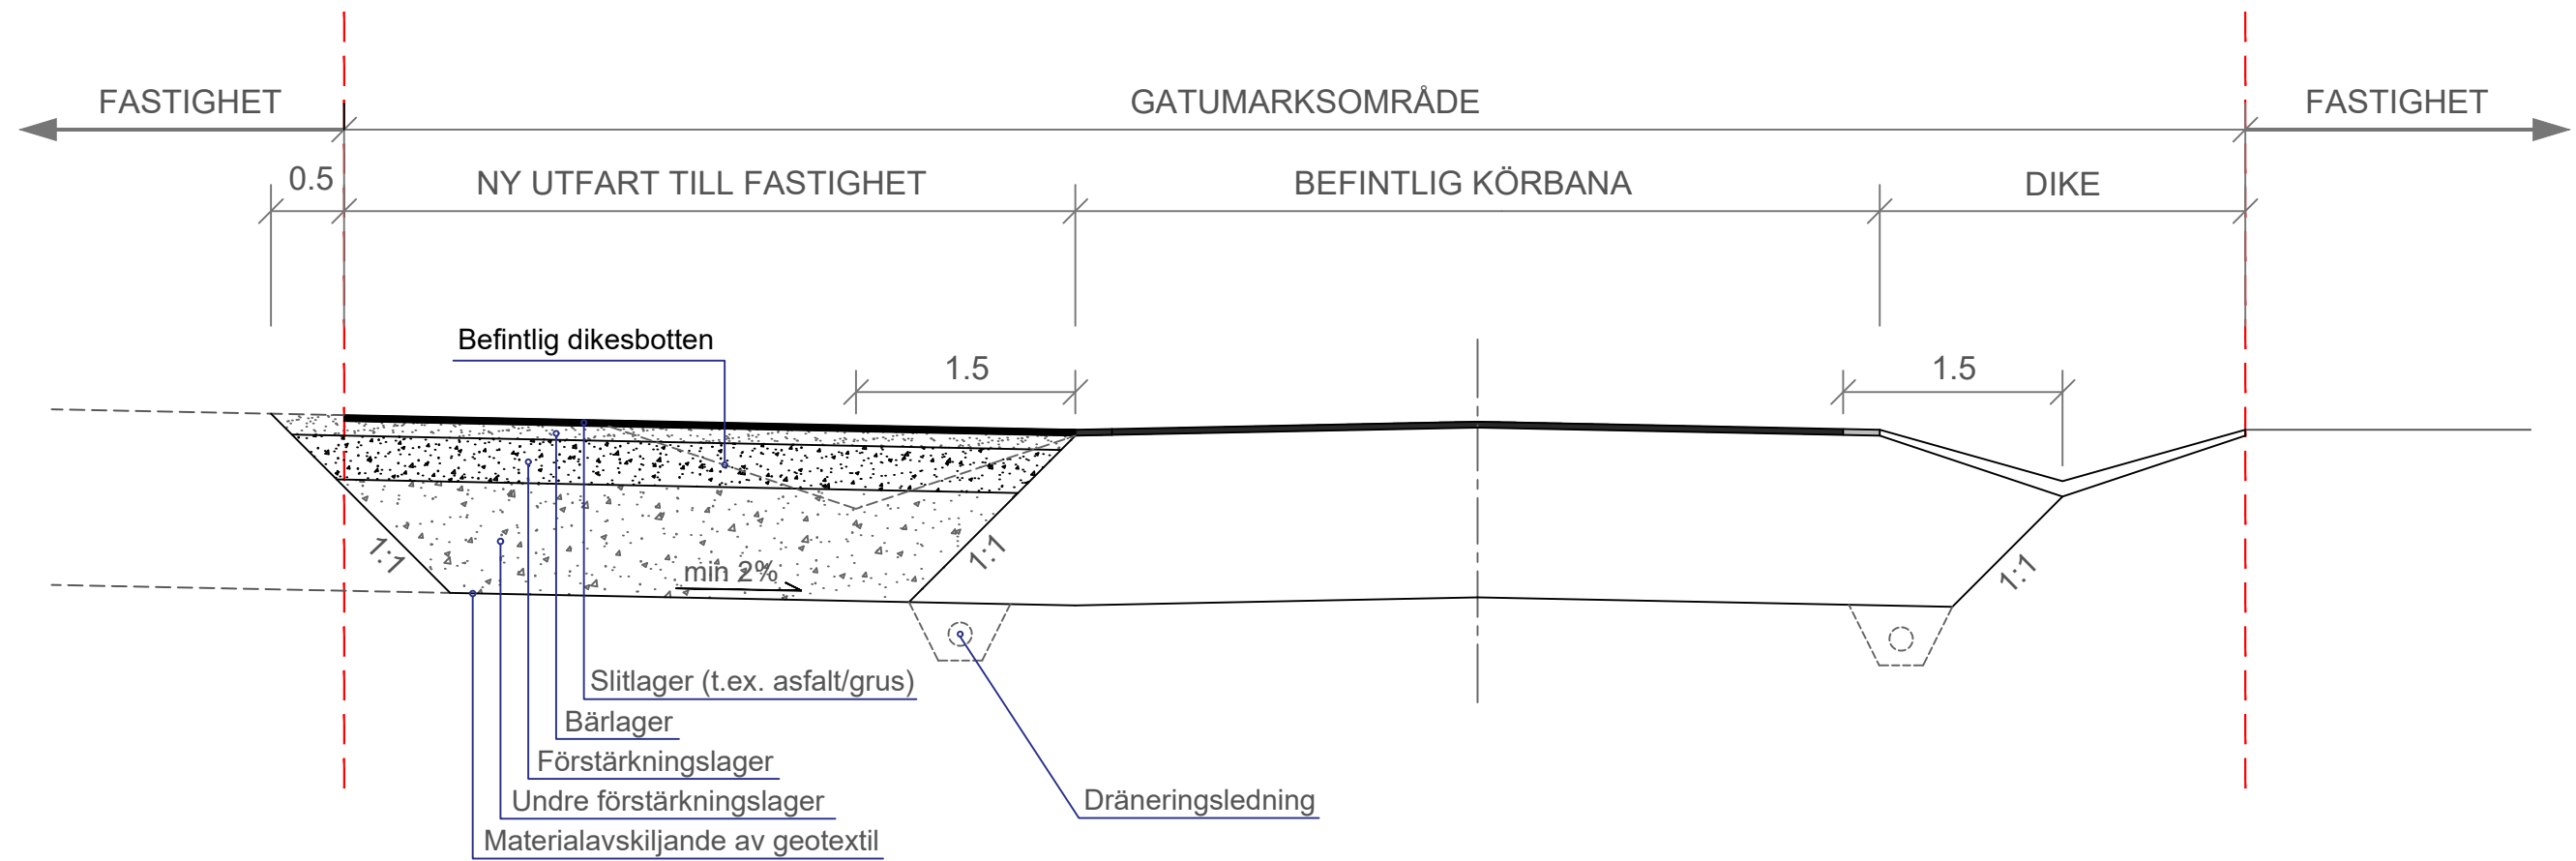 FASTIGHET
GATUMARKSOMRÅDE
FASTIGHET
0.5
NY UTFART TILL FASTIGHET
BEFINTLIG KÖRBANA
DIKE
Befintlig dikesbotten
1.5
1.5
1:1
min 2%
1:1
1:1
Slitlager (t.ex. asfalt/grus)
Bärlager
Förstärkningslager
Undre förstärkningslager
Dräneringsledning
Materialavskiljande av geotextil